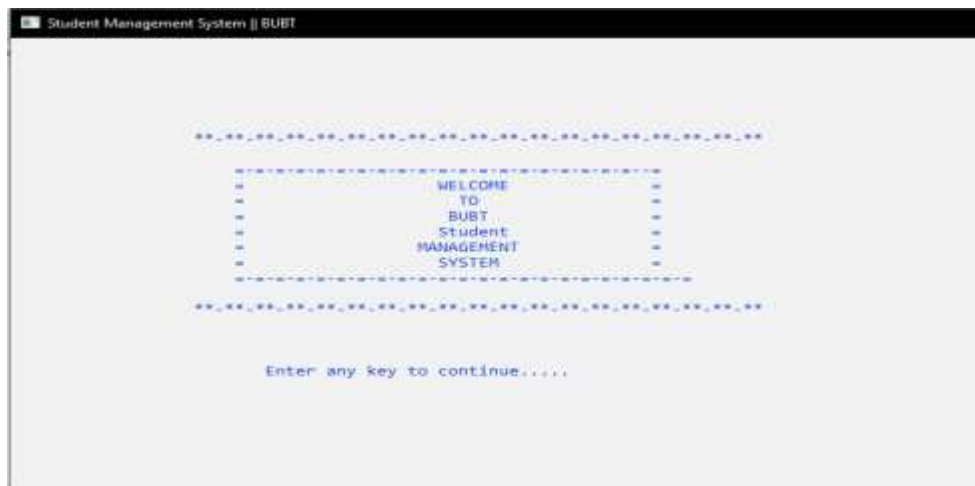 Student Management System || BUBT
**_**_**_**_**_**_**_**_**_**_**_**_**_**_**_**_**_**_**
=-=-=-=-=-=-=-=-=-=-=-=-=-=-=-=-=-=-=-=--=
= WELCOME =
= TO =
= BUBT =
= Student =
= MANAGEMENT =
= SYSTEM =
=-=-=-=-=-=-=-=-=-=-=-=-=-=-=-=-=-=-=-=-=-=-=
**_**_**_**_**_**_**_**_**_**_**_**_**_**_**_**_**_**_**
Enter any key to continue.....